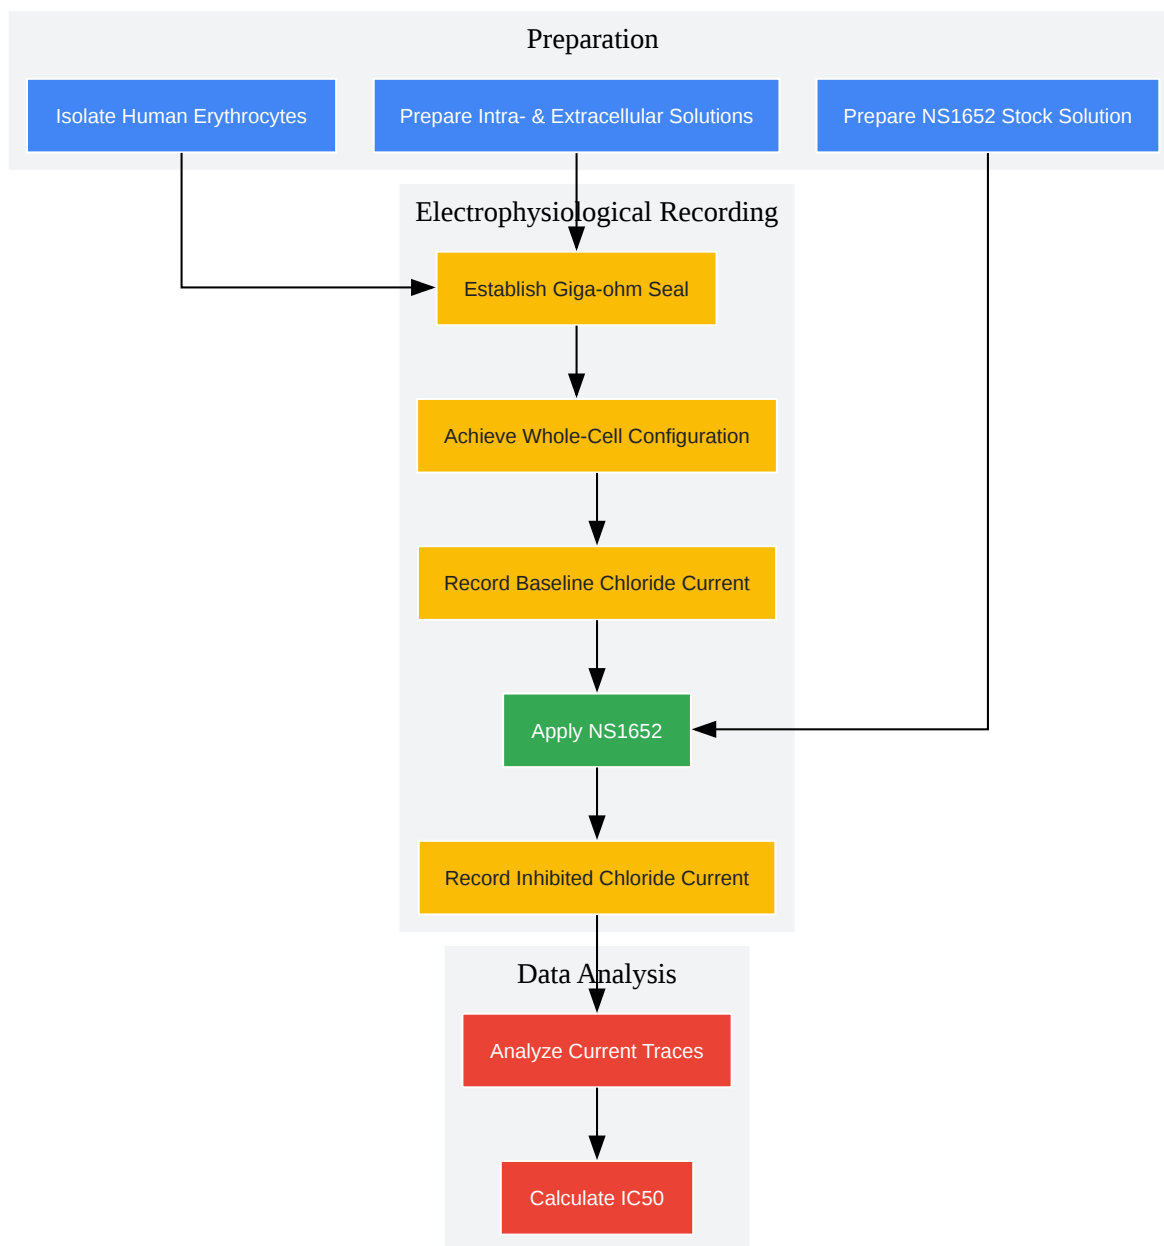 Preparation
Isolate Human Erythrocytes
Prepare Intra- & Extracellular Solutions
Prepare NS1652 Stock Solution
Electrophysiological Recording
Establish Giga-ohm Seal
Achieve Whole-Cell Configuration
Record Baseline Chloride Current
Apply NS1652
Record Inhibited Chloride Current
Data Analysis
Analyze Current Traces
Calculate IC50